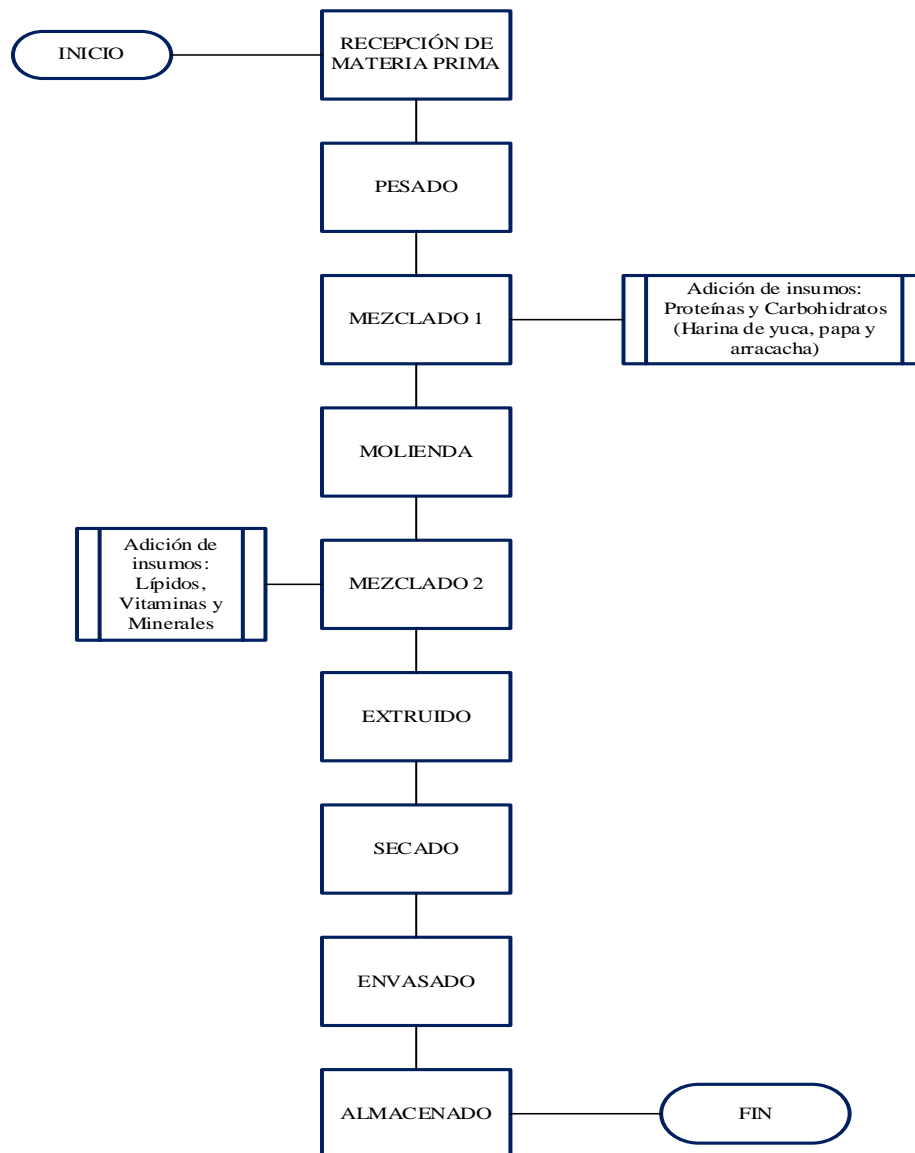 INICIO
RECEPCIÓN DE
MATERIA PRIMA
PESADO
MEZCLADO 1
Adición de insumos:
Proteínas y Carbohidratos
(Harina de yuca, papa y
arracacha)
MOLIENDA
Adición de
insumos:
Lípidos,
Vitaminas y
Minerales
MEZCLADO 2
EXTRUIDO
SECADO
ENVASADO
ALMACENADO
FIN